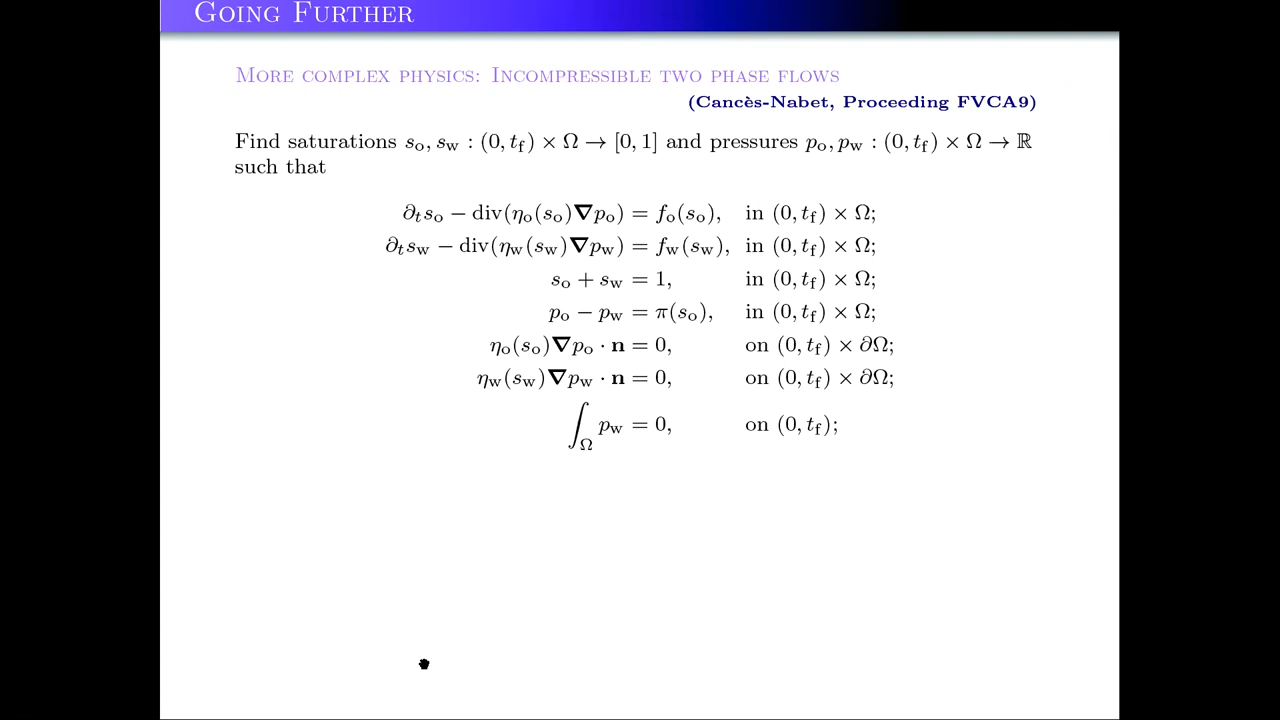 Going Further
More complex physics: Incompressible two phase flows
(Cancès-Nabet, Proceeding FVCA9)
Find saturations s_o, s_w : (0, t_f) × Ω → [0, 1] and pressures p_o, p_w : (0, t_f) × Ω → ℝ
such that
∂_t s_o − div(η_o(s_o)∇p_o) = f_o(s_o), in (0, t_f) × Ω;
∂_t s_w − div(η_w(s_w)∇p_w) = f_w(s_w), in (0, t_f) × Ω;
s_o + s_w = 1, in (0, t_f) × Ω;
p_o − p_w = π(s_o), in (0, t_f) × Ω;
η_o(s_o)∇p_o · n = 0, on (0, t_f) × ∂Ω;
η_w(s_w)∇p_w · n = 0, on (0, t_f) × ∂Ω;
∫_Ω p_w = 0, on (0, t_f);